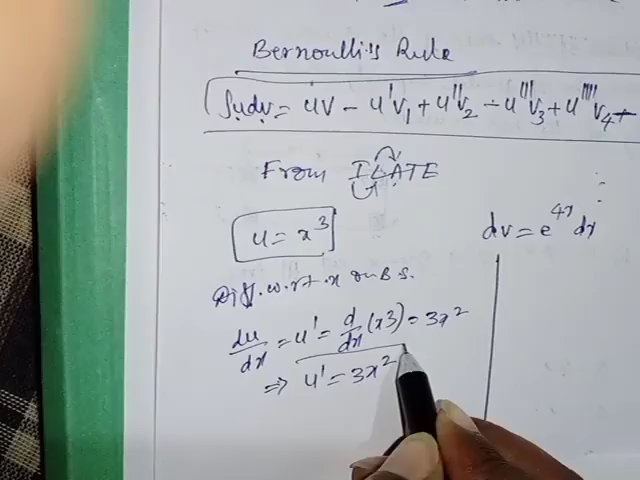 Bernoulli's Rule
∫u.dv = uv - u'v₁ + u''v₂ - u'''v₃ + u''''v₄ +
From ILATE
u = x³
dv = e⁴ˣ dx
Diff. w.r.t. x on B.S.
du/dx = u' = d/dx (x³) = 3x²
⇒ u' = 3x²